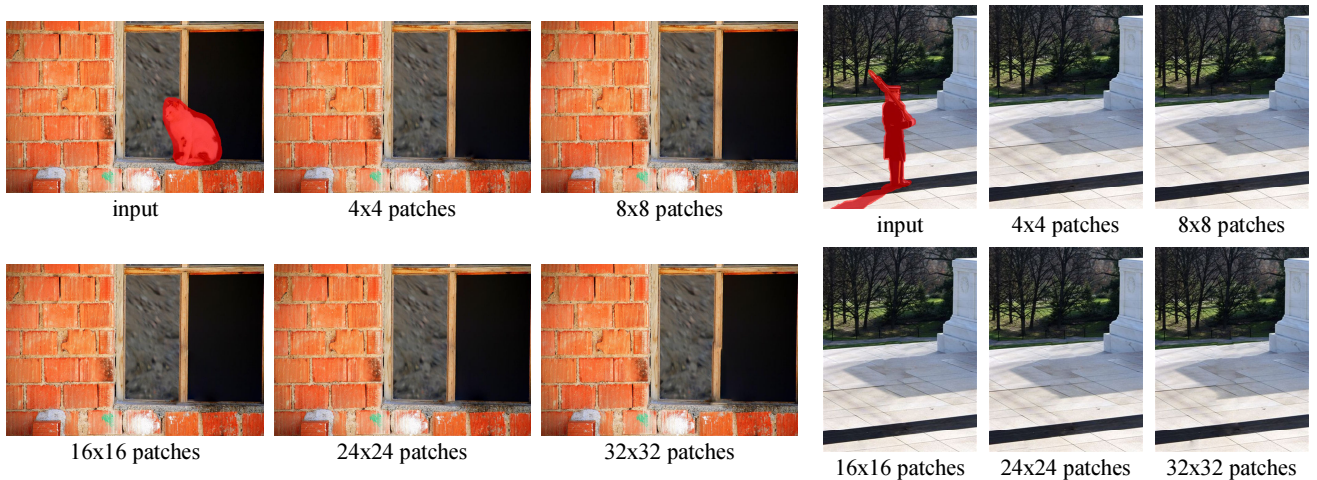 input
4x4 patches
8x8 patches
16x16 patches
24x24 patches
32x32 patches
input
4x4 patches
8x8 patches
16x16 patches
24x24 patches
32x32 patches